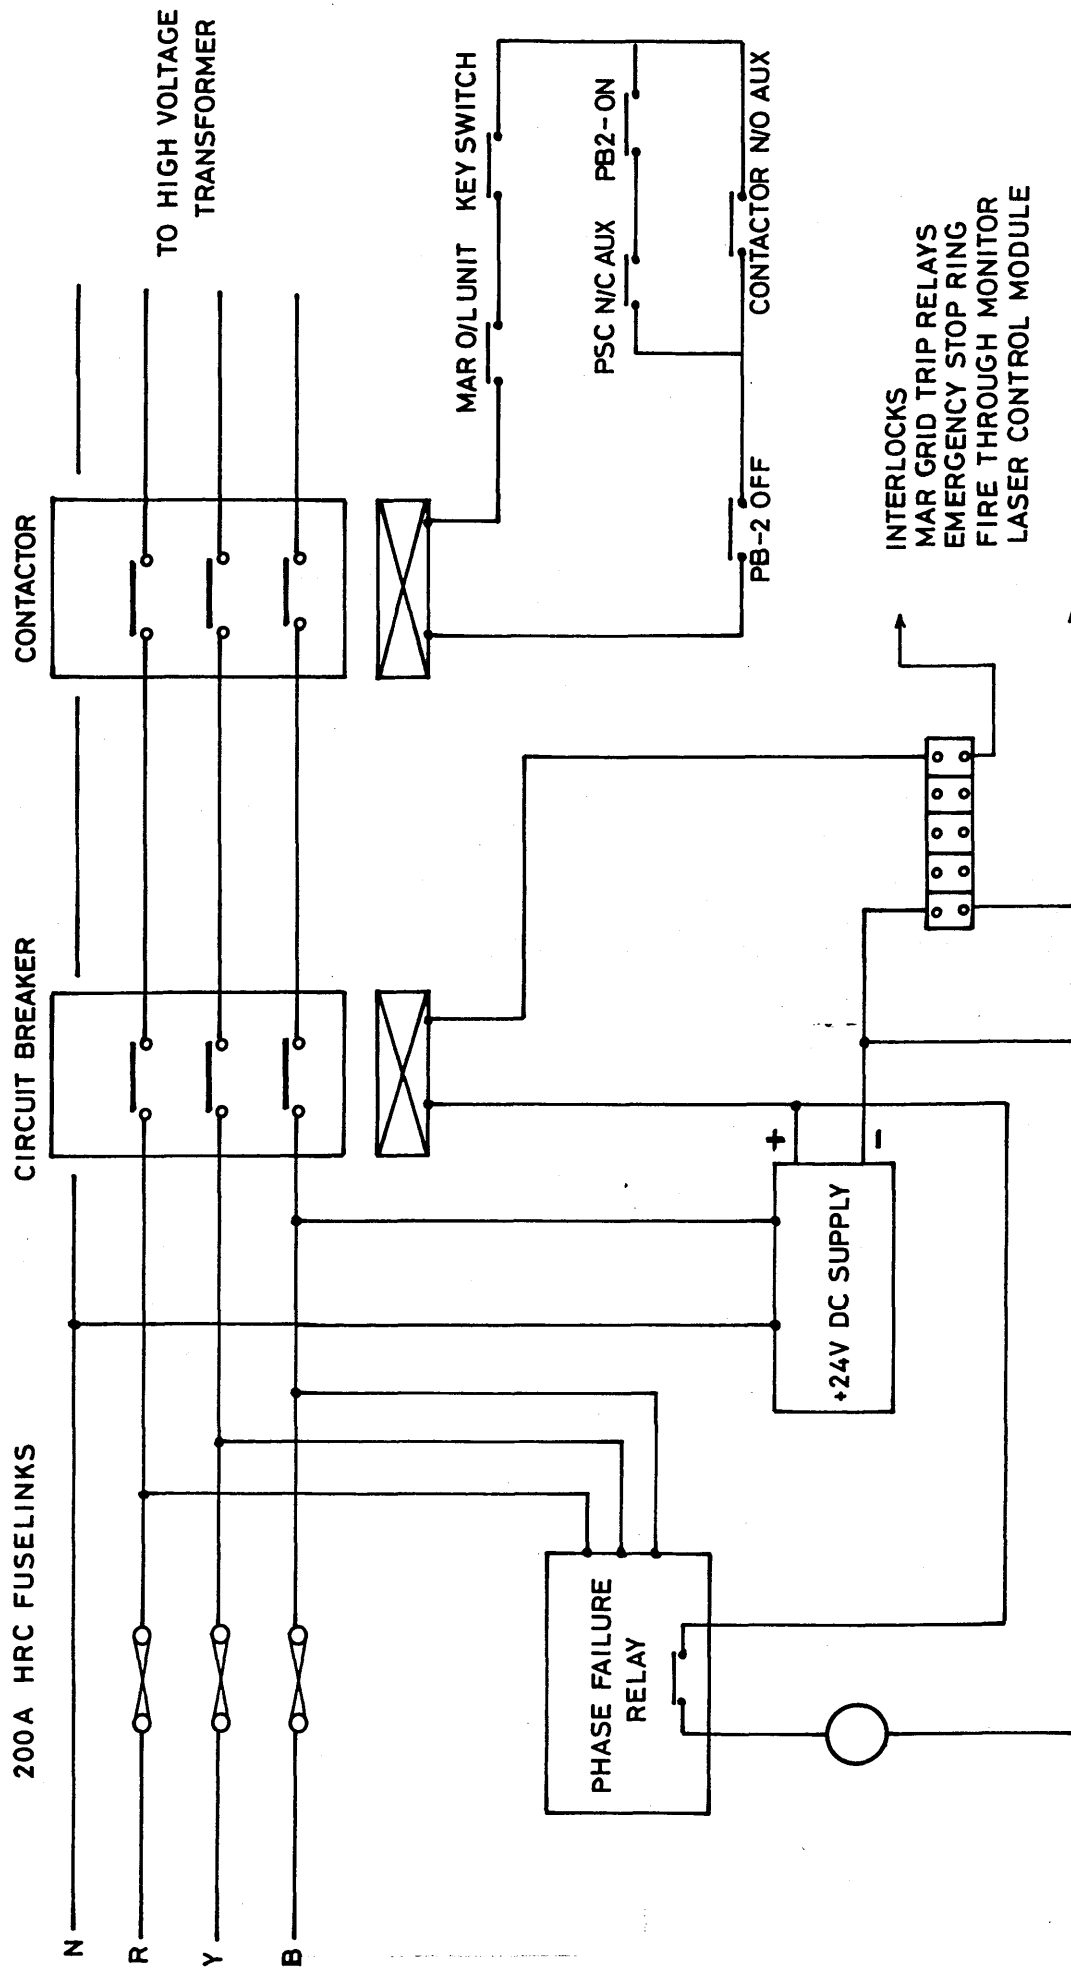 200A HRC FUSELINKS
CIRCUIT BREAKER
CONTACTOR
N
R
Y
B
TO HIGH VOLTAGE
TRANSFORMER
MAR O/L UNIT
KEY SWITCH
PSC N/C AUX
PB2-ON
PB-2 OFF
CONTACTOR N/O AUX
PHASE FAILURE
RELAY
+
-
+24V DC SUPPLY
INTERLOCKS
MAR GRID TRIP RELAYS
EMERGENCY STOP RING
FIRE THROUGH MONITOR
LASER CONTROL MODULE